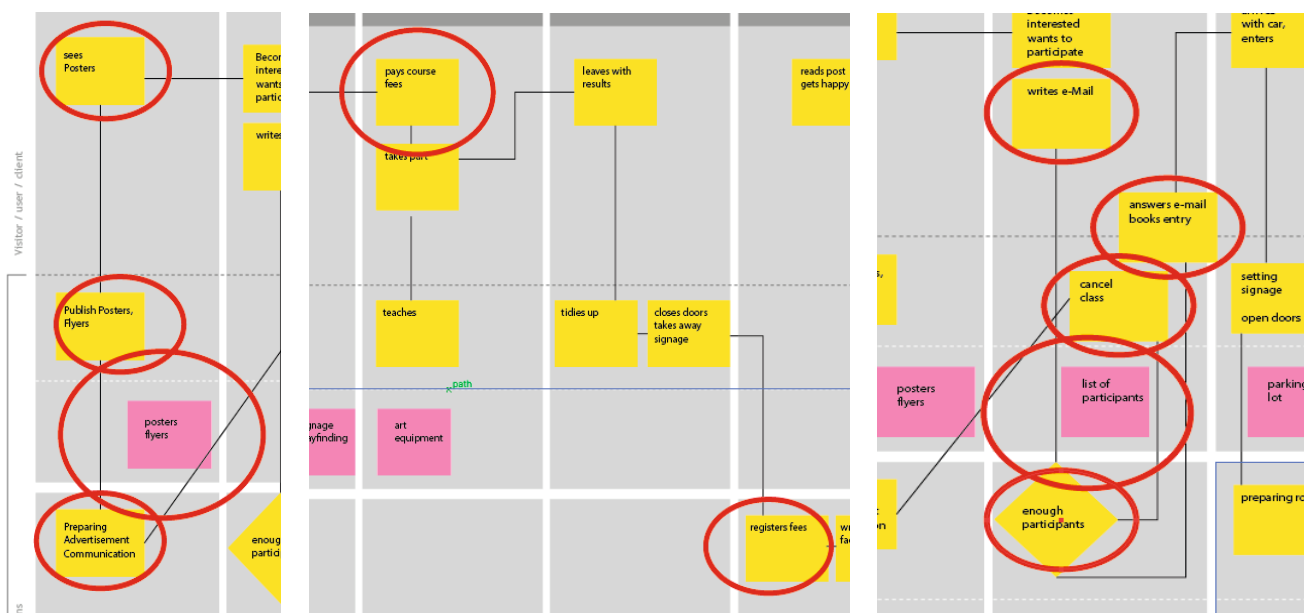 sees
Posters
Visitor / user / client
Publish Posters,
Flyers
posters
flyers
Preparing
Advertisement
Communication
ns
pays course
fees
leaves with
results
reads post
gets happy
takes part
teaches
tidies up
closes doors
takes away
signage
path
art
equipment
registers fees
interested
wants to
participate
with car,
enters
writes e-Mail
answers e-mail
books entry
cancel
class
setting
signage
open doors
posters
flyers
list of
participants
parking
lot
enough
participants
preparing